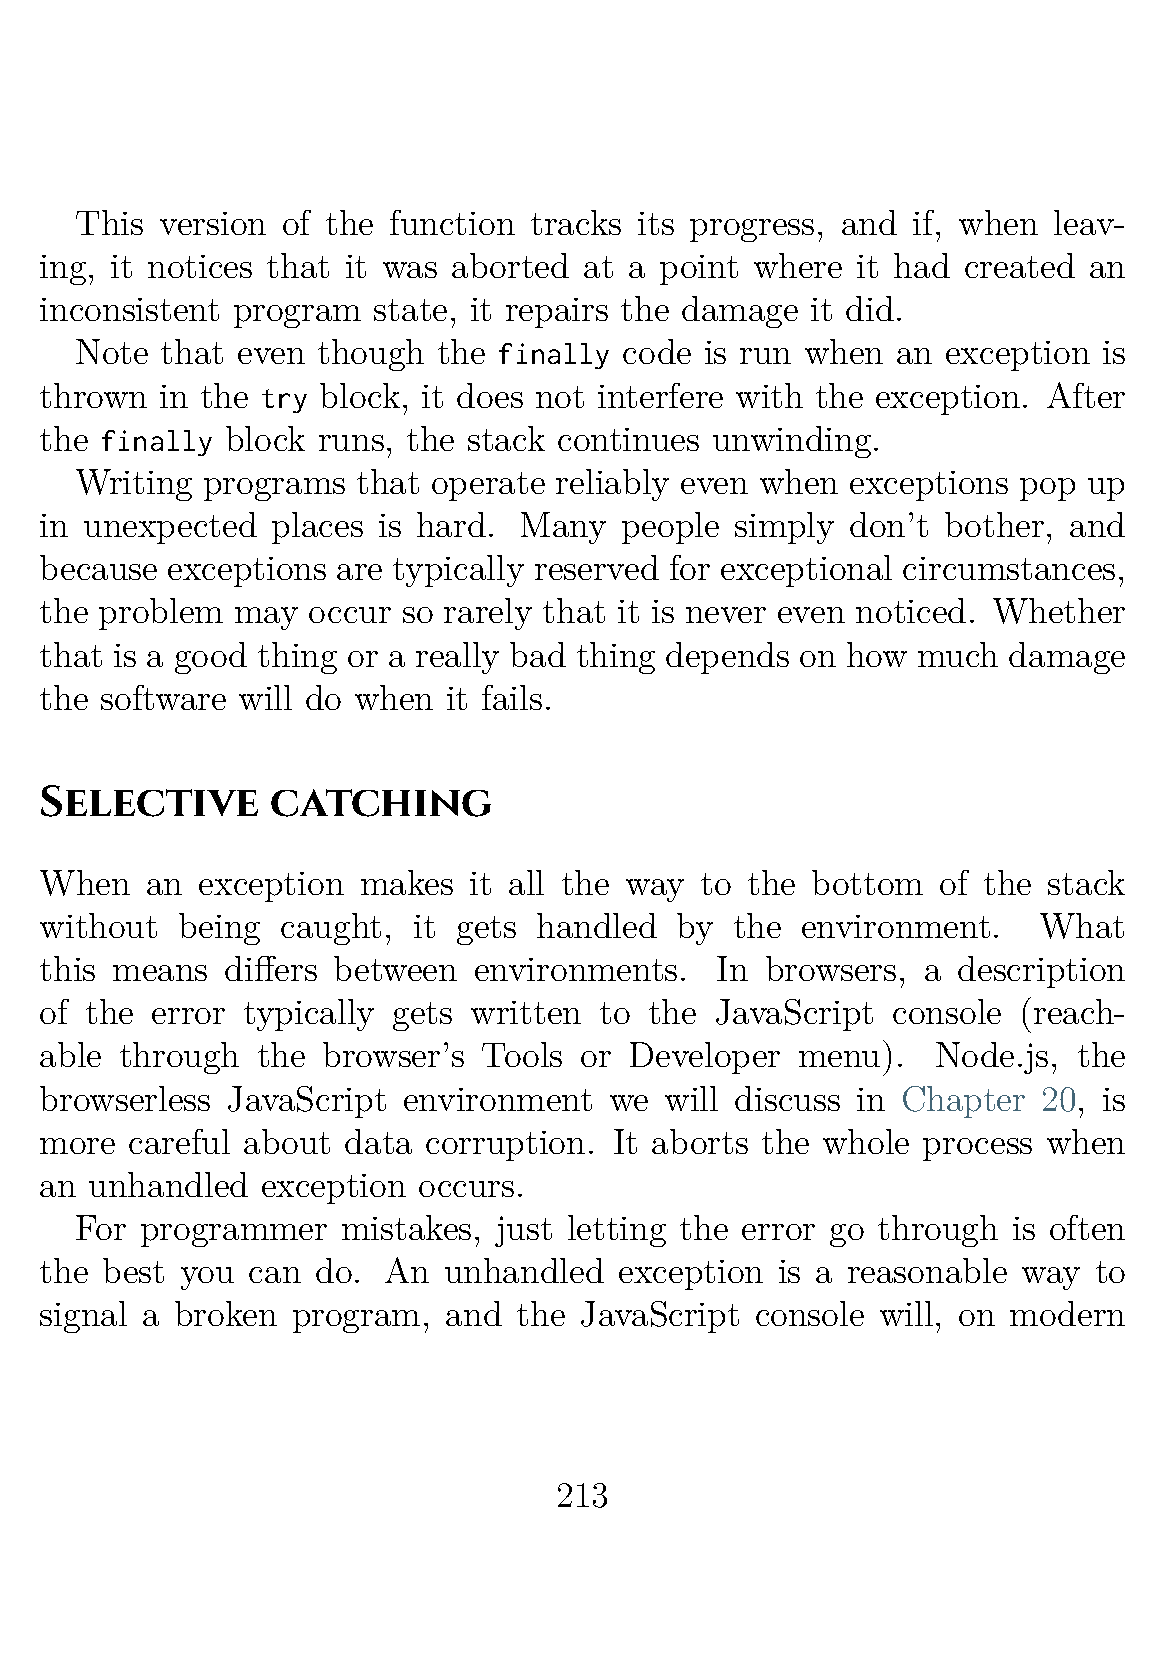 This version of the function tracks its progress, and if, when leav-
ing, it notices that it was aborted at a point where it had created an
inconsistent program state, it repairs the damage it did.
Note that even though the finally code is run when an exception is
thrown in the try block, it does not interfere with the exception. After
the finally block runs, the stack continues unwinding.
Writing programs that operate reliably even when exceptions pop up
in unexpected places is hard. Many people simply don't bother, and
because exceptions are typically reserved for exceptional circumstances,
the problem may occur so rarely that it is never even noticed. Whether
that is a good thing or a really bad thing depends on how much damage
the software will do when it fails.
Selective catching
When an exception makes it all the way to the bottom of the stack
without being caught, it gets handled by the environment. What
this means differs between environments. In browsers, a description
of the error typically gets written to the JavaScript console (reach-
able through the browser's Tools or Developer menu). Node.js, the
browserless JavaScript environment we will discuss in Chapter 20, is
more careful about data corruption. It aborts the whole process when
an unhandled exception occurs.
For programmer mistakes, just letting the error go through is often
the best you can do. An unhandled exception is a reasonable way to
signal a broken program, and the JavaScript console will, on modern
213